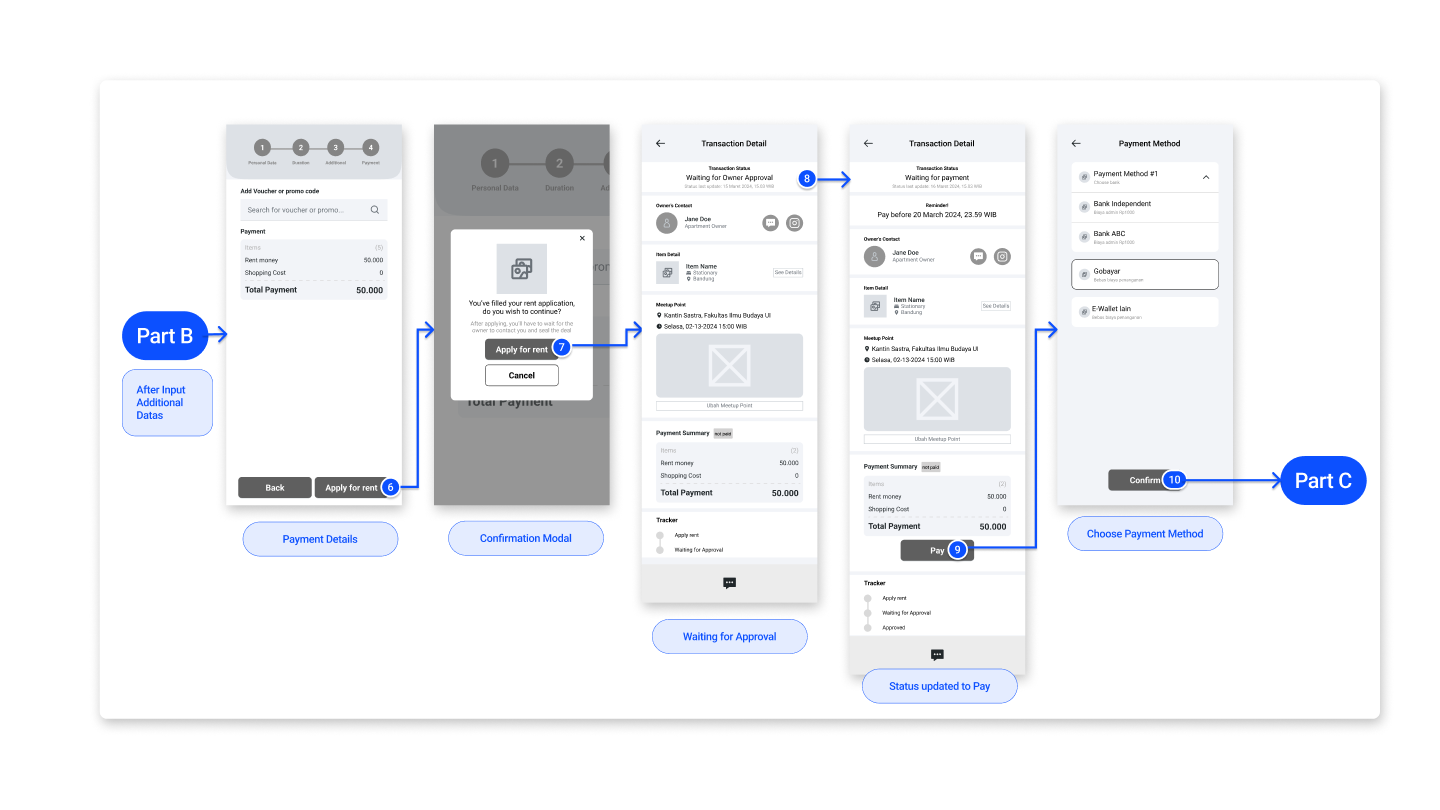 Part B
After Input
Additional
Datas
1
2
3
4
Personal Data
Duration
Additional
Payment
Add Voucher or promo code
Search for voucher or promo...
Payment
Items
(5)
Rent money
50.000
Shopping Cost
0
Total Payment
50.000
Back
Apply for rent
6
Payment Details
1
2
Personal Data
Duration
Ad
You've filled your rent application,
do you wish to continue?
After applying, you'll have to wait for the
owner to contact you and seal the deal
Apply for rent
7
Cancel
Total Payment
Confirmation Modal
Transaction Detail
Transaction Status
Waiting for Owner Approval
Status last update: 15 Maret 2024, 15.03 WIB
8
Owner's Contact
Jane Doe
Apartment Owner
Item Detail
Item Name
Stationary
Bandung
See Details
Meetup Point
Kantin Sastra, Fakultas Ilmu Budaya UI
Selasa, 02-13-2024 15:00 WIB
Ubah Meetup Point
Payment Summary
not paid
Items
(2)
Rent money
50.000
Shopping Cost
0
Total Payment
50.000
Tracker
Apply rent
Waiting for Approval
Waiting for Approval
Transaction Detail
Transaction Status
Waiting for payment
Status last update: 16 Maret 2024, 12.03 WIB
Reminder!
Pay before 20 March 2024, 23.59 WIB
Owner's Contact
Jane Doe
Apartment Owner
Item Detail
Item Name
Stationary
Bandung
See Details
Meetup Point
Kantin Sastra, Fakultas Ilmu Budaya UI
Selasa, 02-13-2024 15:00 WIB
Ubah Meetup Point
Payment Summary
not paid
Items
(2)
Rent money
50.000
Shopping Cost
0
Total Payment
50.000
Pay
9
Tracker
Apply rent
Waiting for Approval
Approved
Status updated to Pay
Payment Method
Payment Method #1
Choose bank
Bank Independent
Biaya admin Rp1000
Bank ABC
Biaya admin Rp1000
Gobayar
Bebas biaya penanganan
E-Wallet lain
Bebas biaya penanganan
Confirm
10
Choose Payment Method
Part C